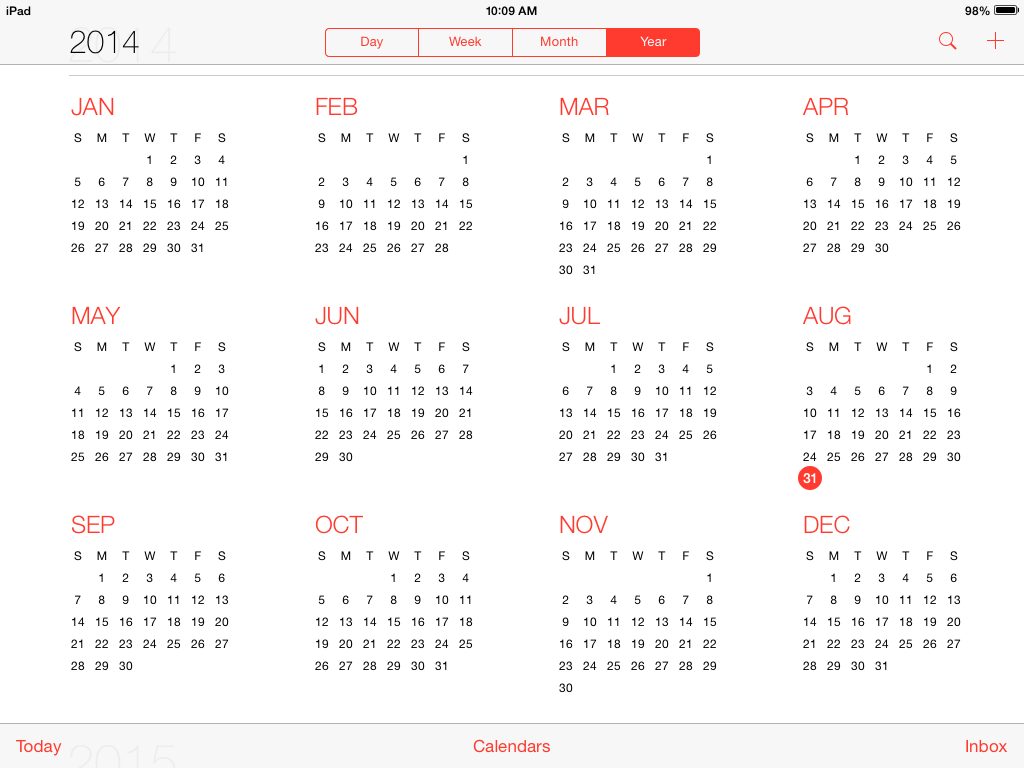 iPad 10:09 AM 98%
2014 Day Week Month Year
JAN FEB MAR APR
S M T W T F S S M T W T F S S M T W T F S S M T W T F S
1 2 3 4 1 1 1 2 3 4 5
5 6 7 8 9 10 11 2 3 4 5 6 7 8 2 3 4 5 6 7 8 6 7 8 9 10 11 12
12 13 14 15 16 17 18 9 10 11 12 13 14 15 9 10 11 12 13 14 15 13 14 15 16 17 18 19
19 20 21 22 23 24 25 16 17 18 19 20 21 22 16 17 18 19 20 21 22 20 21 22 23 24 25 26
26 27 28 29 30 31 23 24 25 26 27 28 23 24 25 26 27 28 29 27 28 29 30
30 31
MAY JUN JUL AUG
S M T W T F S S M T W T F S S M T W T F S S M T W T F S
1 2 3 1 2 3 4 5 6 7 1 2 3 4 5 1 2
4 5 6 7 8 9 10 8 9 10 11 12 13 14 6 7 8 9 10 11 12 3 4 5 6 7 8 9
11 12 13 14 15 16 17 15 16 17 18 19 20 21 13 14 15 16 17 18 19 10 11 12 13 14 15 16
18 19 20 21 22 23 24 22 23 24 25 26 27 28 20 21 22 23 24 25 26 17 18 19 20 21 22 23
25 26 27 28 29 30 31 29 30 27 28 29 30 31 24 25 26 27 28 29 30
31
SEP OCT NOV DEC
S M T W T F S S M T W T F S S M T W T F S S M T W T F S
1 2 3 4 5 6 1 2 3 4 1 1 2 3 4 5 6
7 8 9 10 11 12 13 5 6 7 8 9 10 11 2 3 4 5 6 7 8 7 8 9 10 11 12 13
14 15 16 17 18 19 20 12 13 14 15 16 17 18 9 10 11 12 13 14 15 14 15 16 17 18 19 20
21 22 23 24 25 26 27 19 20 21 22 23 24 25 16 17 18 19 20 21 22 21 22 23 24 25 26 27
28 29 30 26 27 28 29 30 31 23 24 25 26 27 28 29 28 29 30 31
30
Today Calendars Inbox
2015